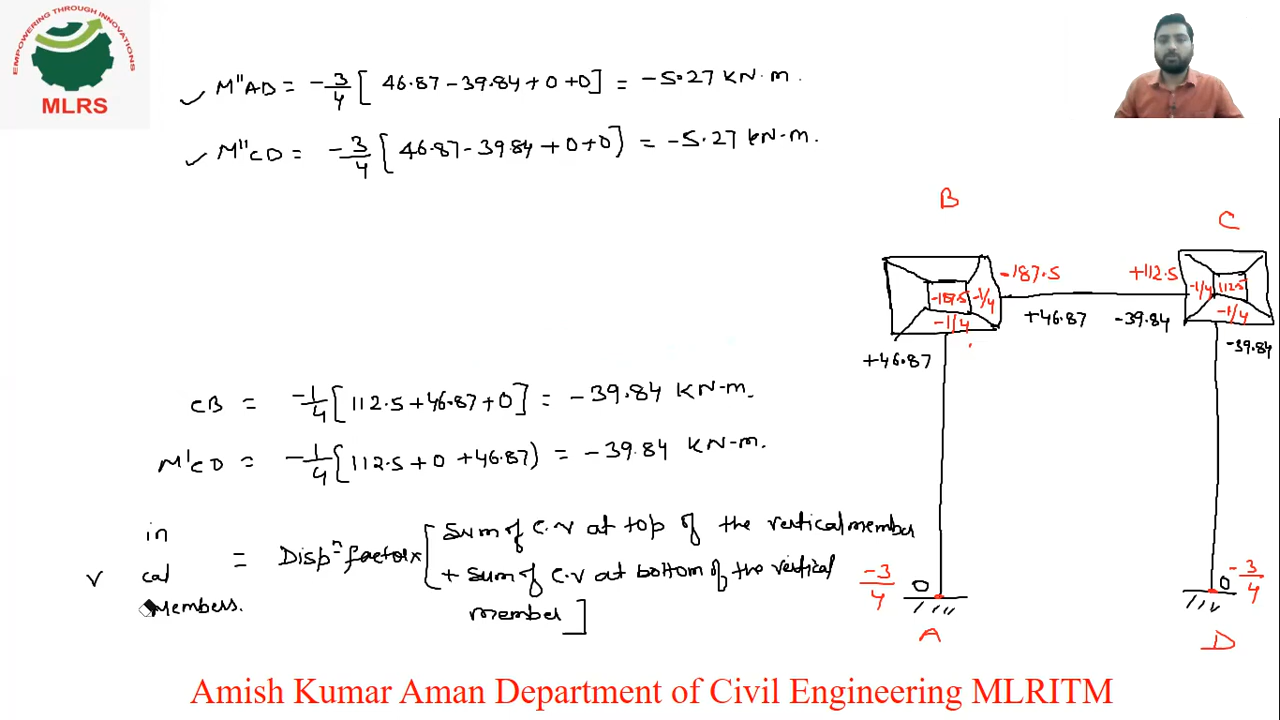 EMPOWERING THROUGH INNOVATIONS
MLRS
M"AB = -3/4 [ 46.87 - 39.84 + 0 + 0 ] = -5.27 KN.m.
M"CD = -3/4 [ 46.87 - 39.84 + 0 + 0 ] = -5.27 KN.m.
CB = -1/4 [ 112.5 + 46.87 + 0 ] = -39.84 KN-m.
M'CD = -1/4 [ 112.5 + 0 + 46.87 ) = -39.84 KN-m.
in
v cal
Members.
= Dispⁿ factor x [ Sum of C.V at top of the vertical member
+ Sum of C.V at bottom of the vertical
member ]
B
C
-187.5
+112.5
-187.5
-1/4
-1/4
112.5
-1/4
-1/4
+46.87
-39.84
+46.87
-39.84
-3/4
0
0
-3/4
A
D
Amish Kumar Aman Department of Civil Engineering MLRITM